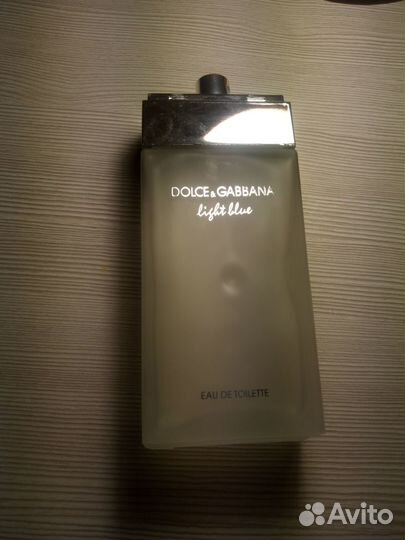 DOLCE&GABBANA
light blue
EAU DE TOILETTE
Avito